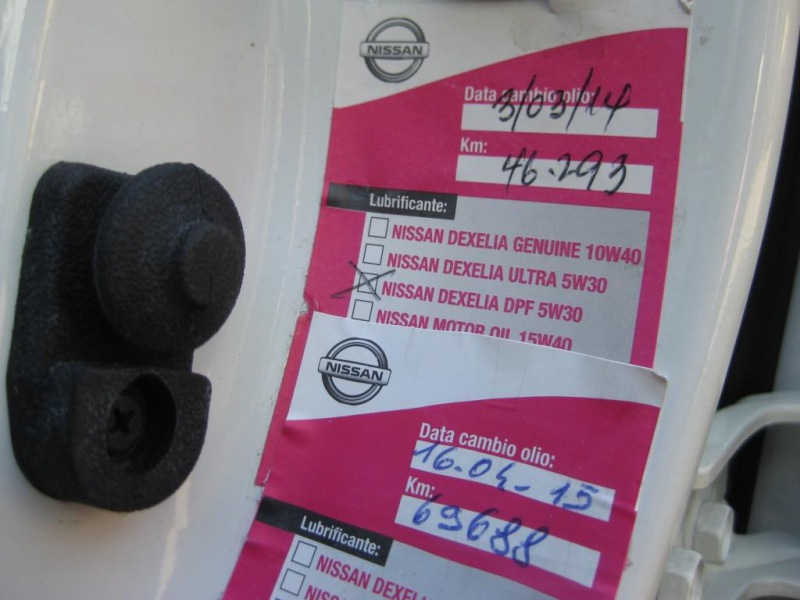 NISSAN
Data cambio olio:
3/03/14
Km:
46.293
Lubrificante:
NISSAN DEXELIA GENUINE 10W40
NISSAN DEXELIA ULTRA 5W30
NISSAN DEXELIA DPF 5W30
NISSAN MOTOR OIL 15W40
NISSAN
Data cambio olio:
16.04-15
Km:
69688
Lubrificante:
NISSAN DEXELIA